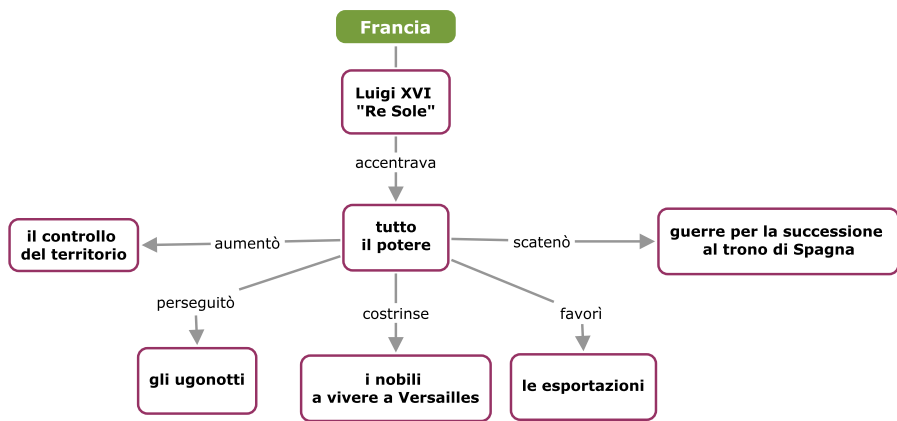 Francia
Luigi XVI
"Re Sole"
accentrava
tutto
il potere
aumentò
il controllo
del territorio
scatenò
guerre per la successione
al trono di Spagna
perseguitò
gli ugonotti
costrinse
i nobili
a vivere a Versailles
favorì
le esportazioni